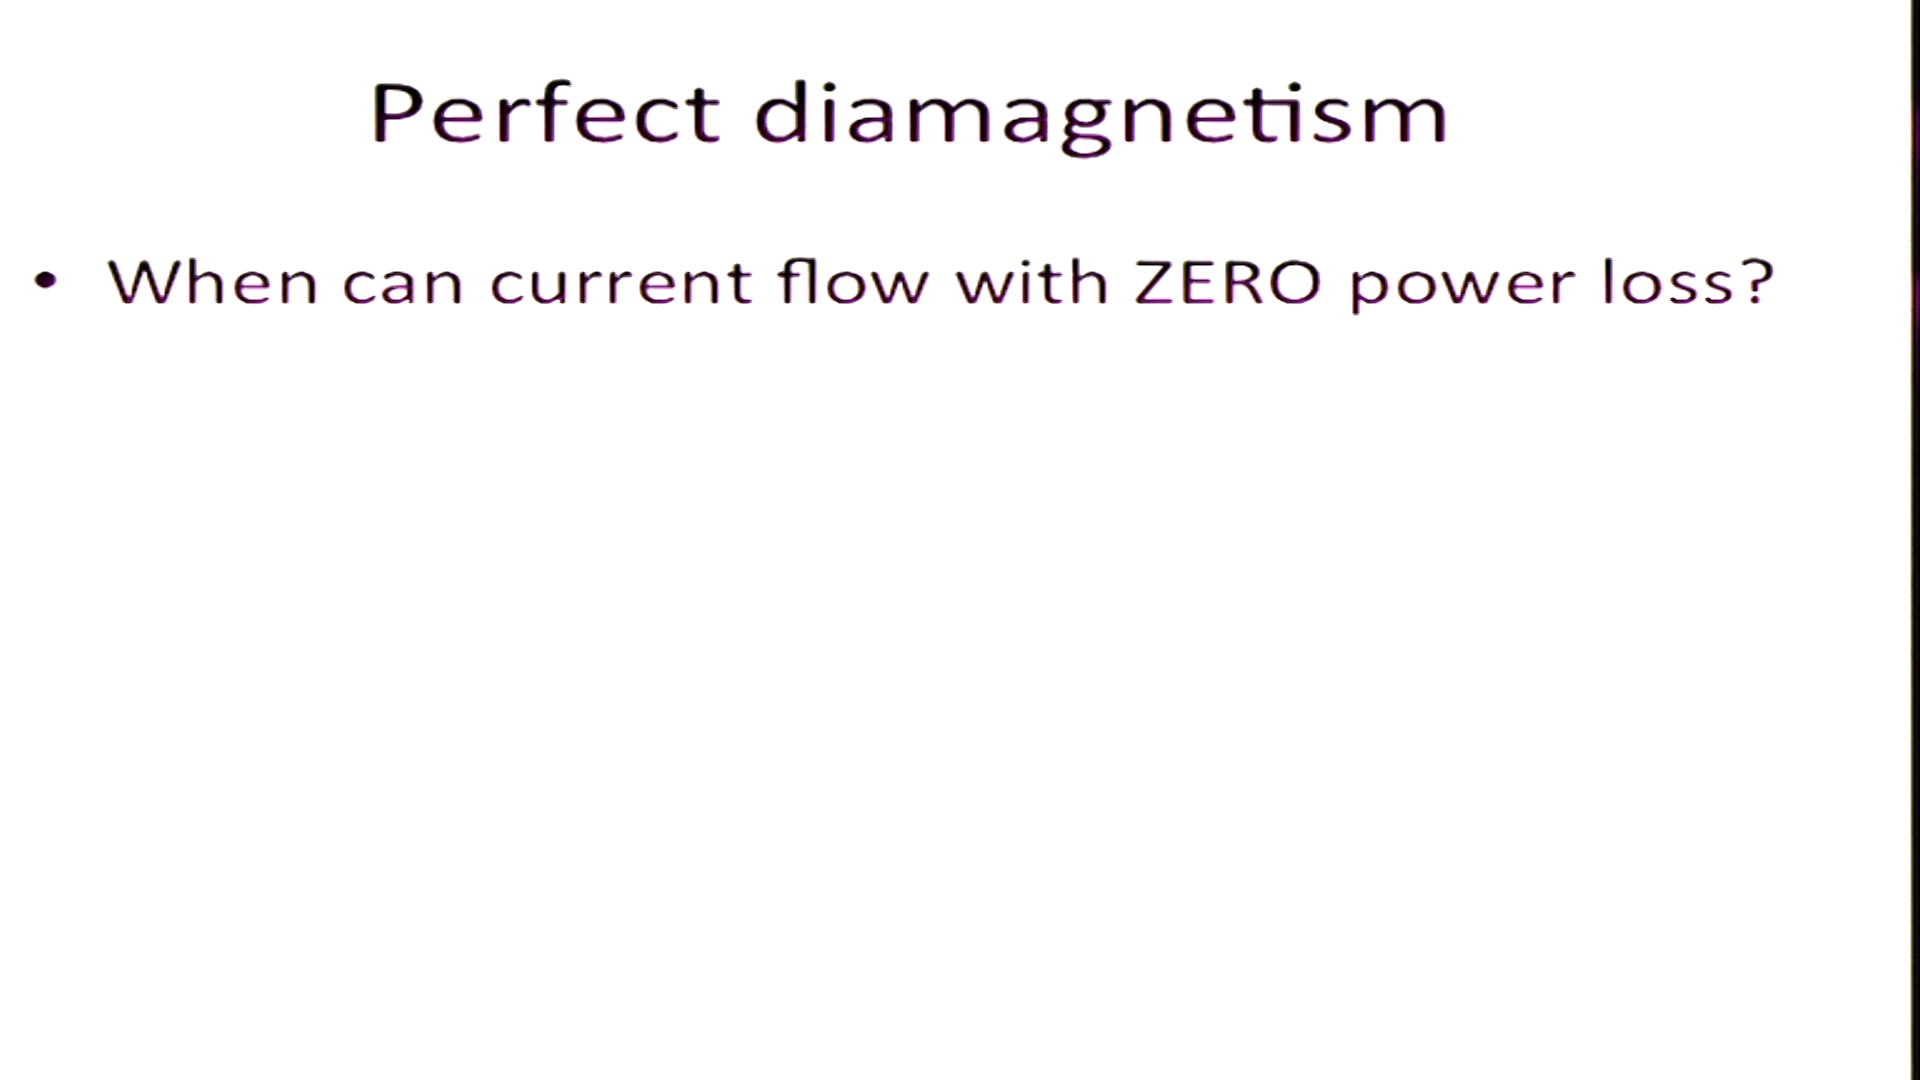 Perfect diamagnetism
• When can current flow with ZERO power loss?